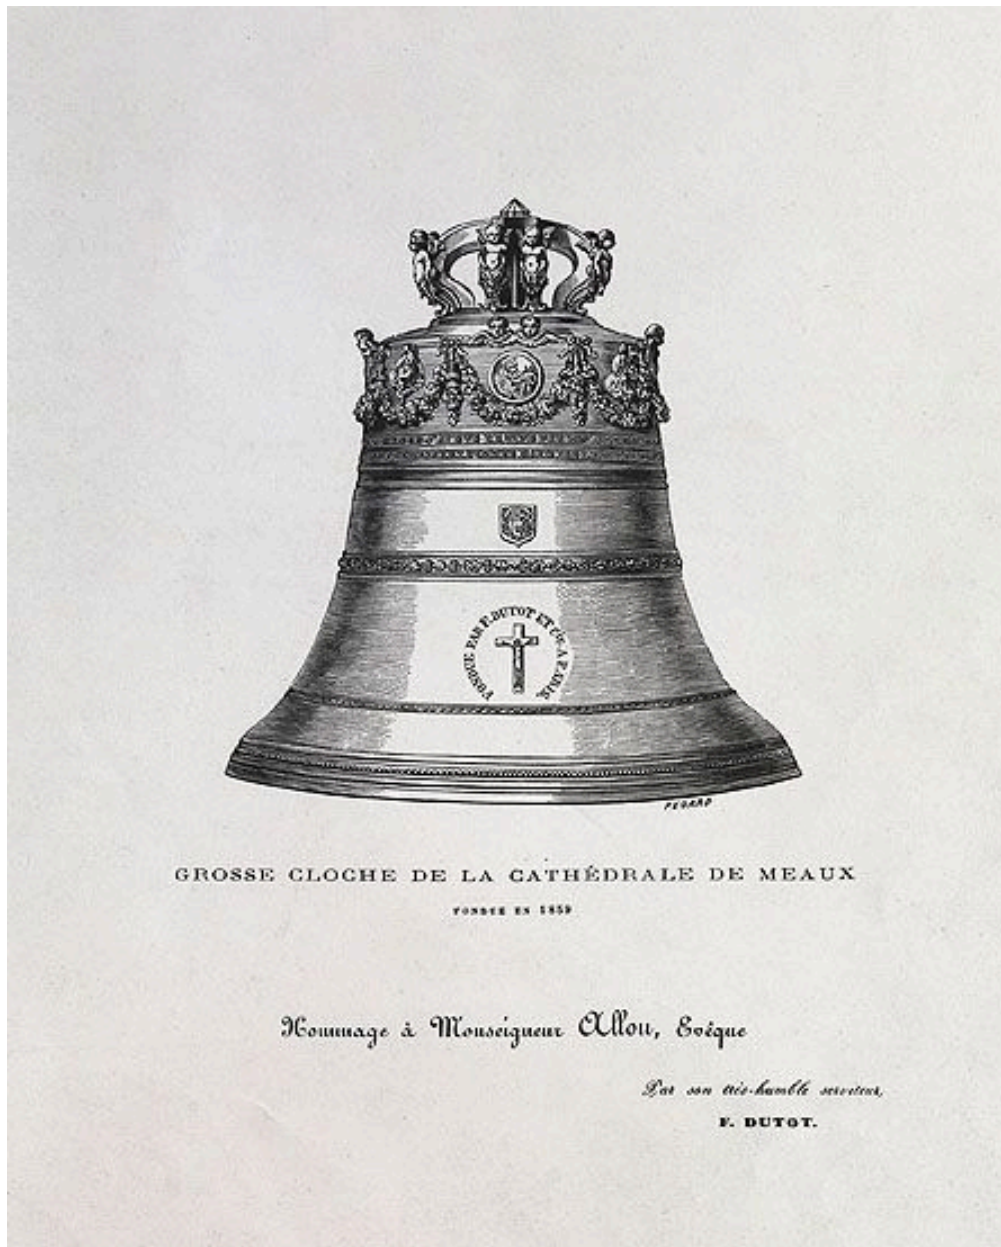 FONDUE PAR F. DUTOT ET Cie A PARIS.
PEGARD
GROSSE CLOCHE DE LA CATHÉDRALE DE MEAUX
FONDUE EN 1859
Hommage à Monseigneur Allou, Evêque
Par son très-humble serviteur,
F. DUTOT.